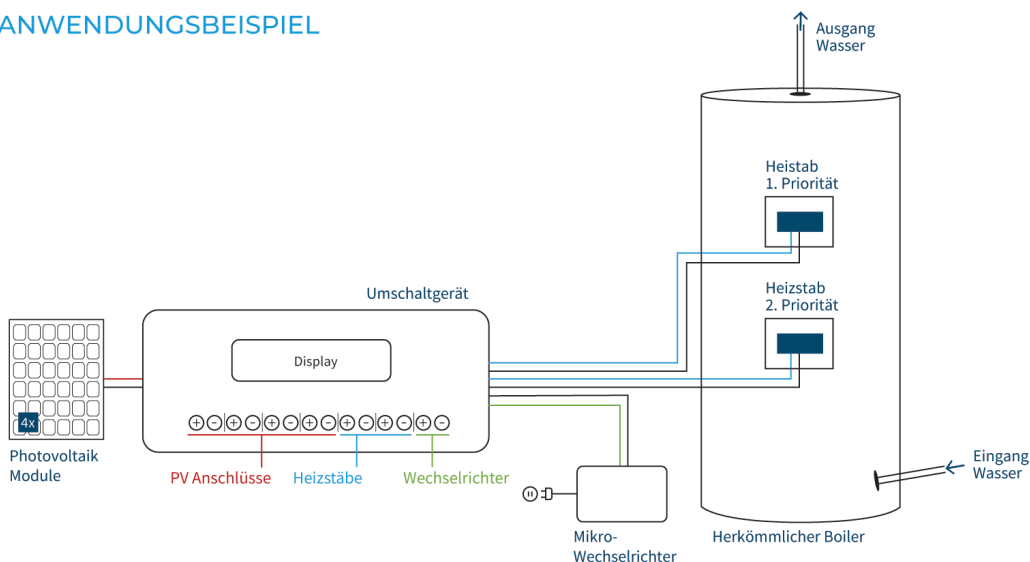 ANWENDUNGSBEISPIEL
Ausgang
Wasser
Heistab
1. Priorität
Heizstab
2. Priorität
Umschaltgerät
Display
4x
Photovoltaik
Module
PV Anschlüsse
Heizstäbe
Wechselrichter
Eingang
Wasser
Mikro-
Wechselrichter
Herkömmlicher Boiler